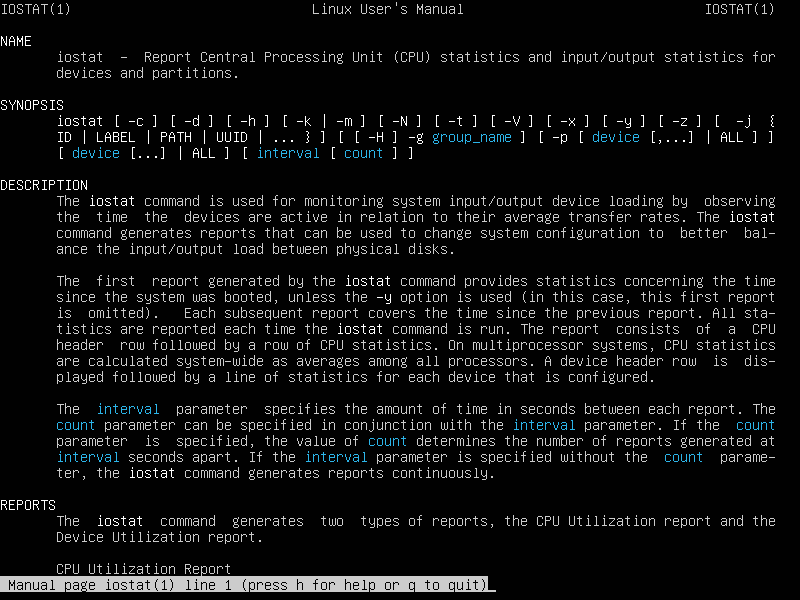 IOSTAT(1) Linux User's Manual IOSTAT(1)
NAME
iostat - Report Central Processing Unit (CPU) statistics and input/output statistics for
devices and partitions.
SYNOPSIS
iostat [ -c ] [ -d ] [ -h ] [ -k | -m ] [ -N ] [ -t ] [ -V ] [ -x ] [ -y ] [ -z ] [ -j {
ID | LABEL | PATH | UUID | ... } ] [ [ -H ] -g group_name ] [ -p [ device [,...] | ALL ] ]
[ device [...] | ALL ] [ interval [ count ] ]
DESCRIPTION
The iostat command is used for monitoring system input/output device loading by observing
the time the devices are active in relation to their average transfer rates. The iostat
command generates reports that can be used to change system configuration to better bal-
ance the input/output load between physical disks.
The first report generated by the iostat command provides statistics concerning the time
since the system was booted, unless the -y option is used (in this case, this first report
is omitted). Each subsequent report covers the time since the previous report. All sta-
tistics are reported each time the iostat command is run. The report consists of a CPU
header row followed by a row of CPU statistics. On multiprocessor systems, CPU statistics
are calculated system-wide as averages among all processors. A device header row is dis-
played followed by a line of statistics for each device that is configured.
The interval parameter specifies the amount of time in seconds between each report. The
count parameter can be specified in conjunction with the interval parameter. If the count
parameter is specified, the value of count determines the number of reports generated at
interval seconds apart. If the interval parameter is specified without the count parame-
ter, the iostat command generates reports continuously.
REPORTS
The iostat command generates two types of reports, the CPU Utilization report and the
Device Utilization report.
CPU Utilization Report
Manual page iostat(1) line 1 (press h for help or q to quit)